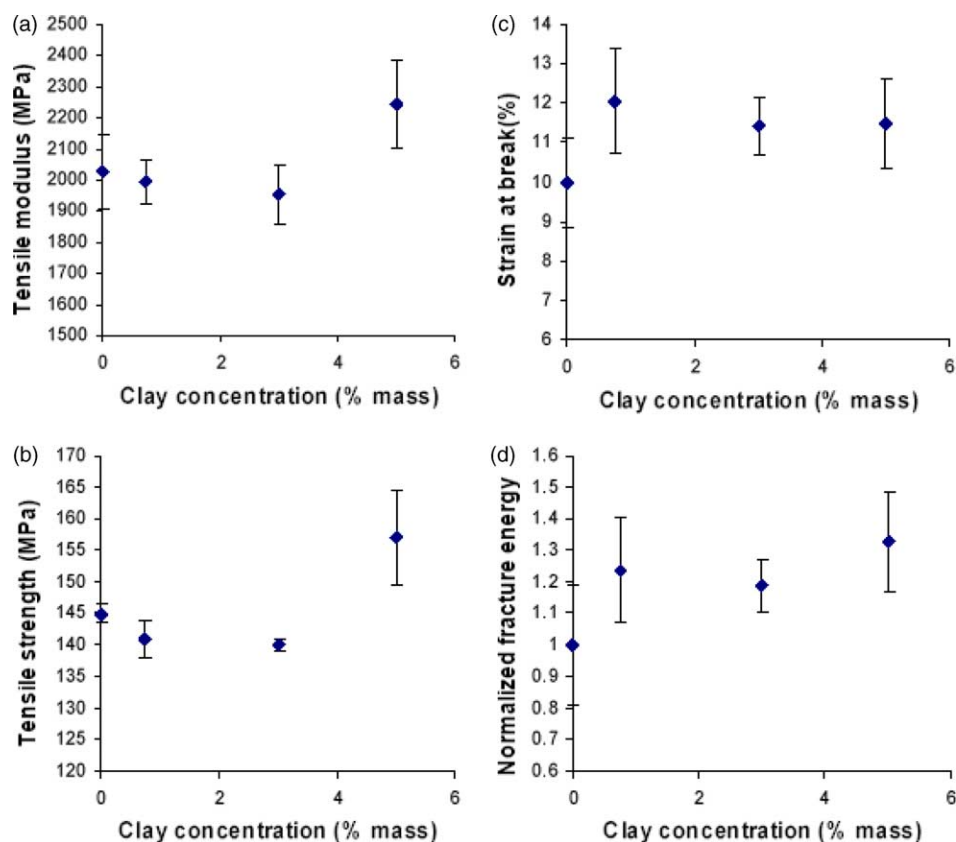 (a)
Tensile modulus (MPa)
2500
2400
2300
2200
2100
2000
1900
1800
1700
1600
1500
0 2 4 6
Clay concentration (% mass)
(c)
Strain at break(%)
14
13
12
11
10
9
8
7
6
0 2 4 6
Clay concentration (% mass)
(b)
Tensile strength (MPa)
170
165
160
155
150
145
140
135
130
125
120
0 2 4 6
Clay concentration (% mass)
(d)
Normalized fracture energy
1.6
1.5
1.4
1.3
1.2
1.1
1
0.9
0.8
0.7
0.6
0 2 4 6
Clay concentration (% mass)